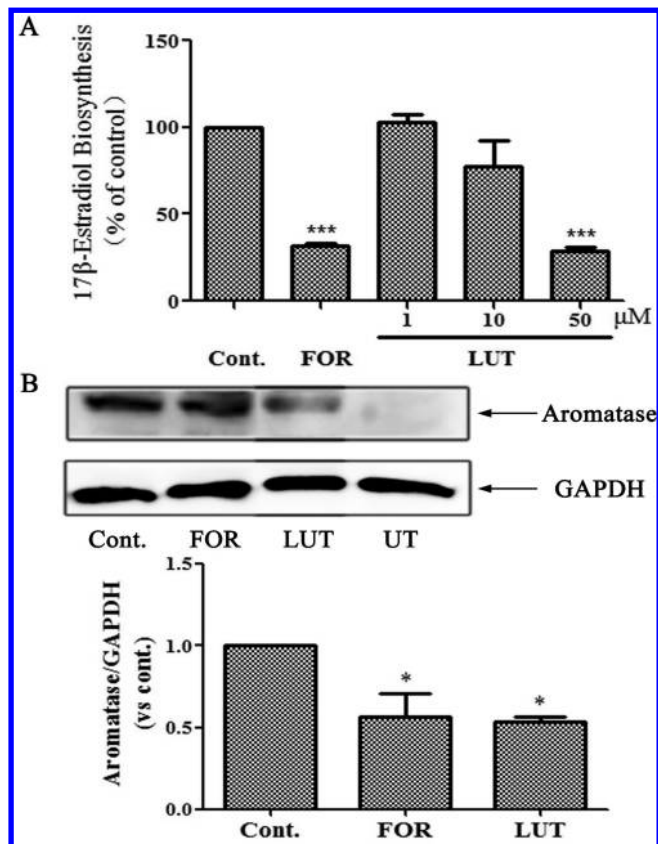 A
17β-Estradiol Biosynthesis
(% of control)
150
100
50
0
***
***
1 10 50 μM
Cont. FOR LUT
B
Aromatase
GAPDH
Cont. FOR LUT UT
Aromatase/GAPDH
(vs cont.)
1.5
1.0
0.5
0.0
*
*
Cont. FOR LUT